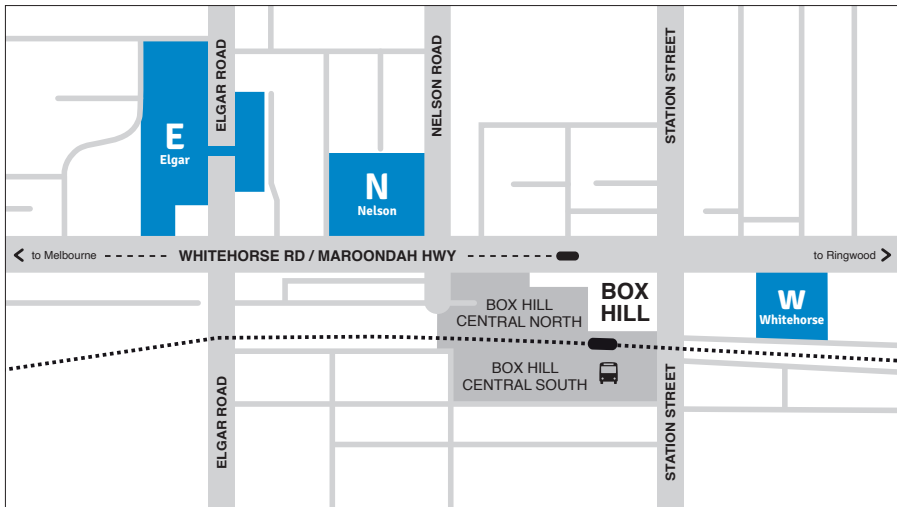 ELGAR ROAD
NELSON ROAD
STATION STREET
E
Elgar
N
Nelson
to Melbourne
WHITEHORSE RD / MAROONDAH HWY
to Ringwood
BOX HILL
CENTRAL NORTH
BOX
HILL
W
Whitehorse
BOX HILL
CENTRAL SOUTH
ELGAR ROAD
STATION STREET